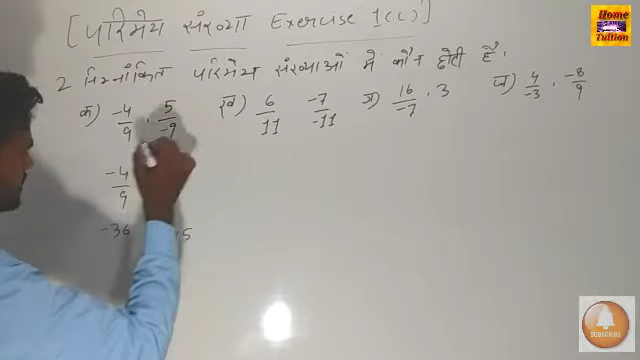 Home Tuition
[परिमेय संख्या Exercise 1(c)]
2 निम्नांकित परिमेय संख्याओं में कौन छोटी है.
क) -4/9 , 5/-9 ख) 6/11 -7/-11 ग) 16/-7 , 3 घ) 4/-3 , -8/9
-4/9
-36
SUBSCRIBE